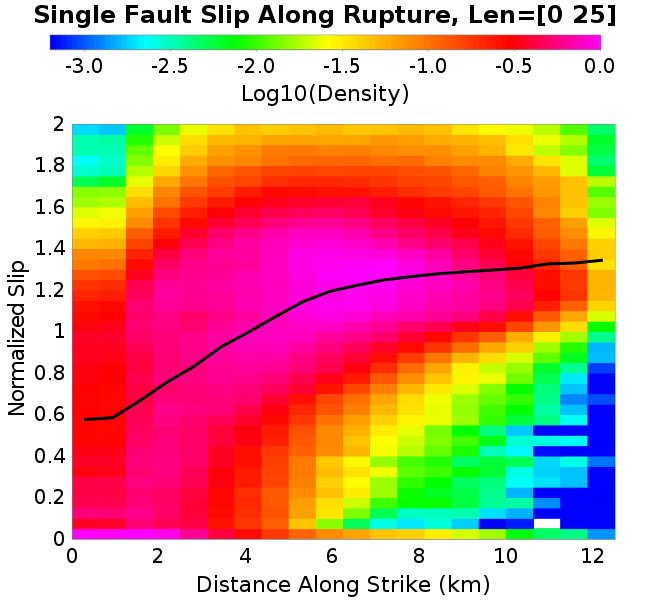 Single Fault Slip Along Rupture, Len=[0 25]
-3.0 -2.5 -2.0 -1.5 -1.0 -0.5 0.0
Log10(Density)
2
1.8
1.6
1.4
1.2
1
0.8
0.6
0.4
0.2
0
Normalized Slip
0 2 4 6 8 10 12
Distance Along Strike (km)